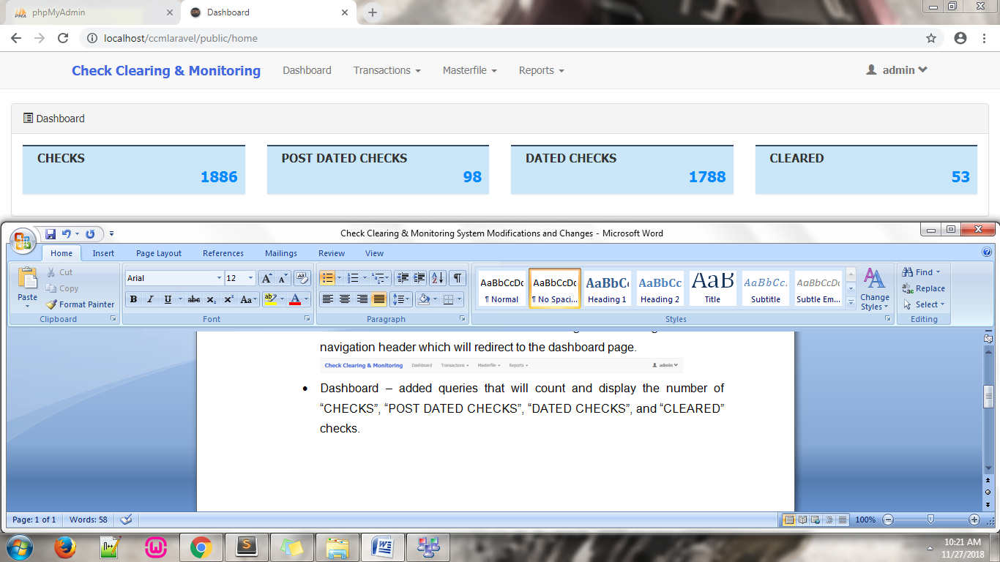 phpMyAdmin
Dashboard
localhost/ccmlaravel/public/home
Check Clearing & Monitoring Dashboard Transactions Masterfile Reports admin
Dashboard
CHECKS
1886
POST DATED CHECKS
98
DATED CHECKS
1788
CLEARED
53
Check Clearing & Monitoring System Modifications and Changes - Microsoft Word
Home Insert Page Layout References Mailings Review View
Paste
Cut
Copy
Format Painter
Clipboard
Arial 12
B I U abc x₂ x² Aa
Font
Paragraph
AaBbCcDc AaBbCcDc AaBbCc AaBbCc AaB AaBbCc. AaBbCcDc
¶ Normal ¶ No Spaci... Heading 1 Heading 2 Title Subtitle Subtle Em...
Change
Styles
Styles
Find
Replace
Select
Editing
navigation header which will redirect to the dashboard page.
Check Clearing & Monitoring Dashboard Transactions Masterfile Reports admin
• Dashboard – added queries that will count and display the number of
“CHECKS”, “POST DATED CHECKS”, “DATED CHECKS”, and “CLEARED”
checks.
Page: 1 of 1 Words: 58 100%
10:21 AM
11/27/2018